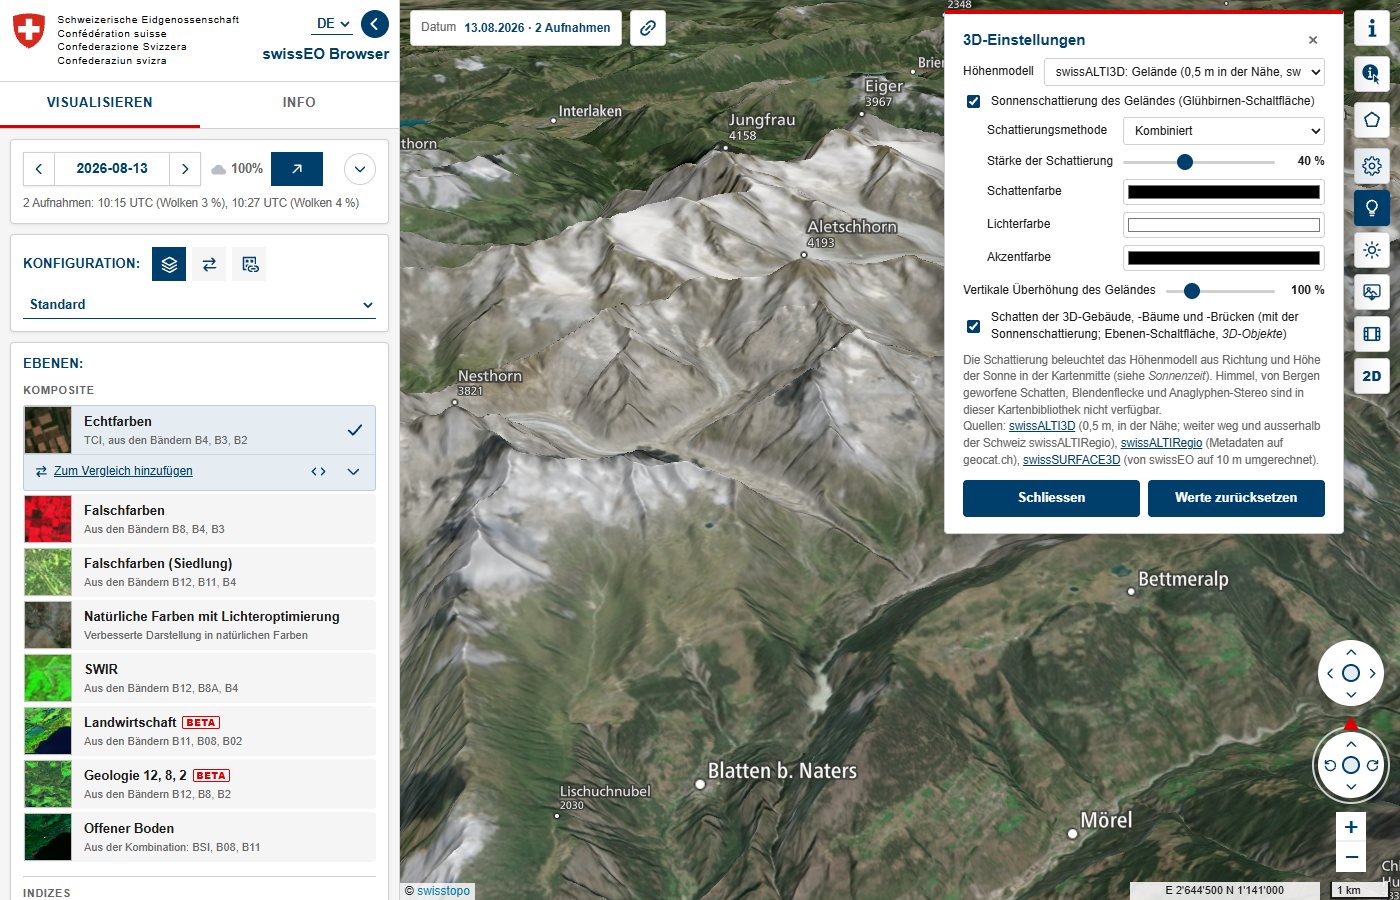 Schweizerische Eidgenossenschaft
Confédération suisse
Confederazione Svizzera
Confederaziun svizra
DE
swissEO Browser
VISUALISIEREN
INFO
2026-08-13
100%
2 Aufnahmen: 10:15 UTC (Wolken 3 %), 10:27 UTC (Wolken 4 %)
KONFIGURATION:
Standard
EBENEN:
KOMPOSITE
Echtfarben
TCI, aus den Bändern B4, B3, B2
Zum Vergleich hinzufügen
Falschfarben
Aus den Bändern B8, B4, B3
Falschfarben (Siedlung)
Aus den Bändern B12, B11, B4
Natürliche Farben mit Lichteroptimierung
Verbesserte Darstellung in natürlichen Farben
SWIR
Aus den Bändern B12, B8A, B4
Landwirtschaft BETA
Aus den Bändern B11, B08, B02
Geologie 12, 8, 2 BETA
Aus den Bändern B12, B8, B2
Offener Boden
Aus der Kombination: BSI, B08, B11
INDIZES
Datum 13.08.2026 · 2 Aufnahmen
2348
Brier
Eiger
3967
Interlaken
Jungfrau
4158
thorn
Aletschhorn
4193
Nesthorn
3821
Bettmeralp
Blatten b. Naters
Lischuchnubel
2030
Mörel
© swisstopo
3D-Einstellungen
×
Höhenmodell
swissALTI3D: Gelände (0,5 m in der Nähe, sw
Sonnenschattierung des Geländes (Glühbirnen-Schaltfläche)
Schattierungsmethode
Kombiniert
Stärke der Schattierung
40 %
Schattenfarbe
Lichterfarbe
Akzentfarbe
Vertikale Überhöhung des Geländes
100 %
Schatten der 3D-Gebäude, -Bäume und -Brücken (mit der
Sonnenschattierung; Ebenen-Schaltfläche, 3D-Objekte)
Die Schattierung beleuchtet das Höhenmodell aus Richtung und Höhe
der Sonne in der Kartenmitte (siehe Sonnenzeit). Himmel, von Bergen
geworfene Schatten, Blendenflecke und Anaglyphen-Stereo sind in
dieser Kartenbibliothek nicht verfügbar.
Quellen: swissALTI3D (0,5 m, in der Nähe; weiter weg und ausserhalb
der Schweiz swissALTIRegio), swissALTIRegio (Metadaten auf
geocat.ch), swissSURFACE3D (von swissEO auf 10 m umgerechnet).
Schliessen
Werte zurücksetzen
2D
+
−
Ch
Hu
E 2'644'500 N 1'141'000
1 km